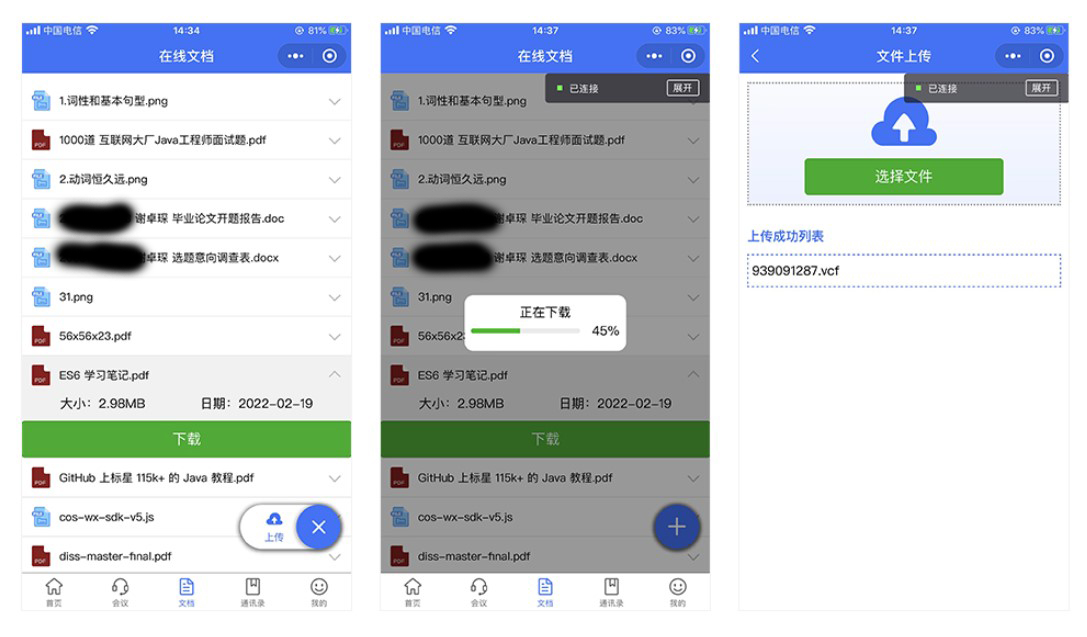 中国电信
14:34
81%
在线文档
1.词性和基本句型.png
1000道 互联网大厂Java工程师面试题.pdf
2.动词恒久远.png
谢卓琛 毕业论文开题报告.doc
谢卓琛 选题意向调查表.docx
31.png
56x56x23.pdf
ES6 学习笔记.pdf
大小：2.98MB 日期：2022-02-19
下载
GitHub 上标星 115k+ 的 Java 教程.pdf
cos-wx-sdk-v5.js
上传
diss-master-final.pdf
首页 会议 文档 通讯录 我的
中国电信
14:37
83%
在线文档
已连接 展开
1.词性和基本句型.png
1000道 互联网大厂Java工程师面试题.pdf
2.动词恒久远.png
谢卓琛 毕业论文开题报告.doc
卓琛 选题意向调查表.docx
31.png
正在下载
45%
56x56x2
ES6 学习笔记.pdf
大小：2.98MB 日期：2022-02-19
下载
GitHub 上标星 115k+ 的 Java 教程.pdf
cos-wx-sdk-v5.js
diss-master-final.pdf
首页 会议 文档 通讯录 我的
中国电信
14:37
83%
文件上传
已连接 展开
选择文件
上传成功列表
939091287.vcf